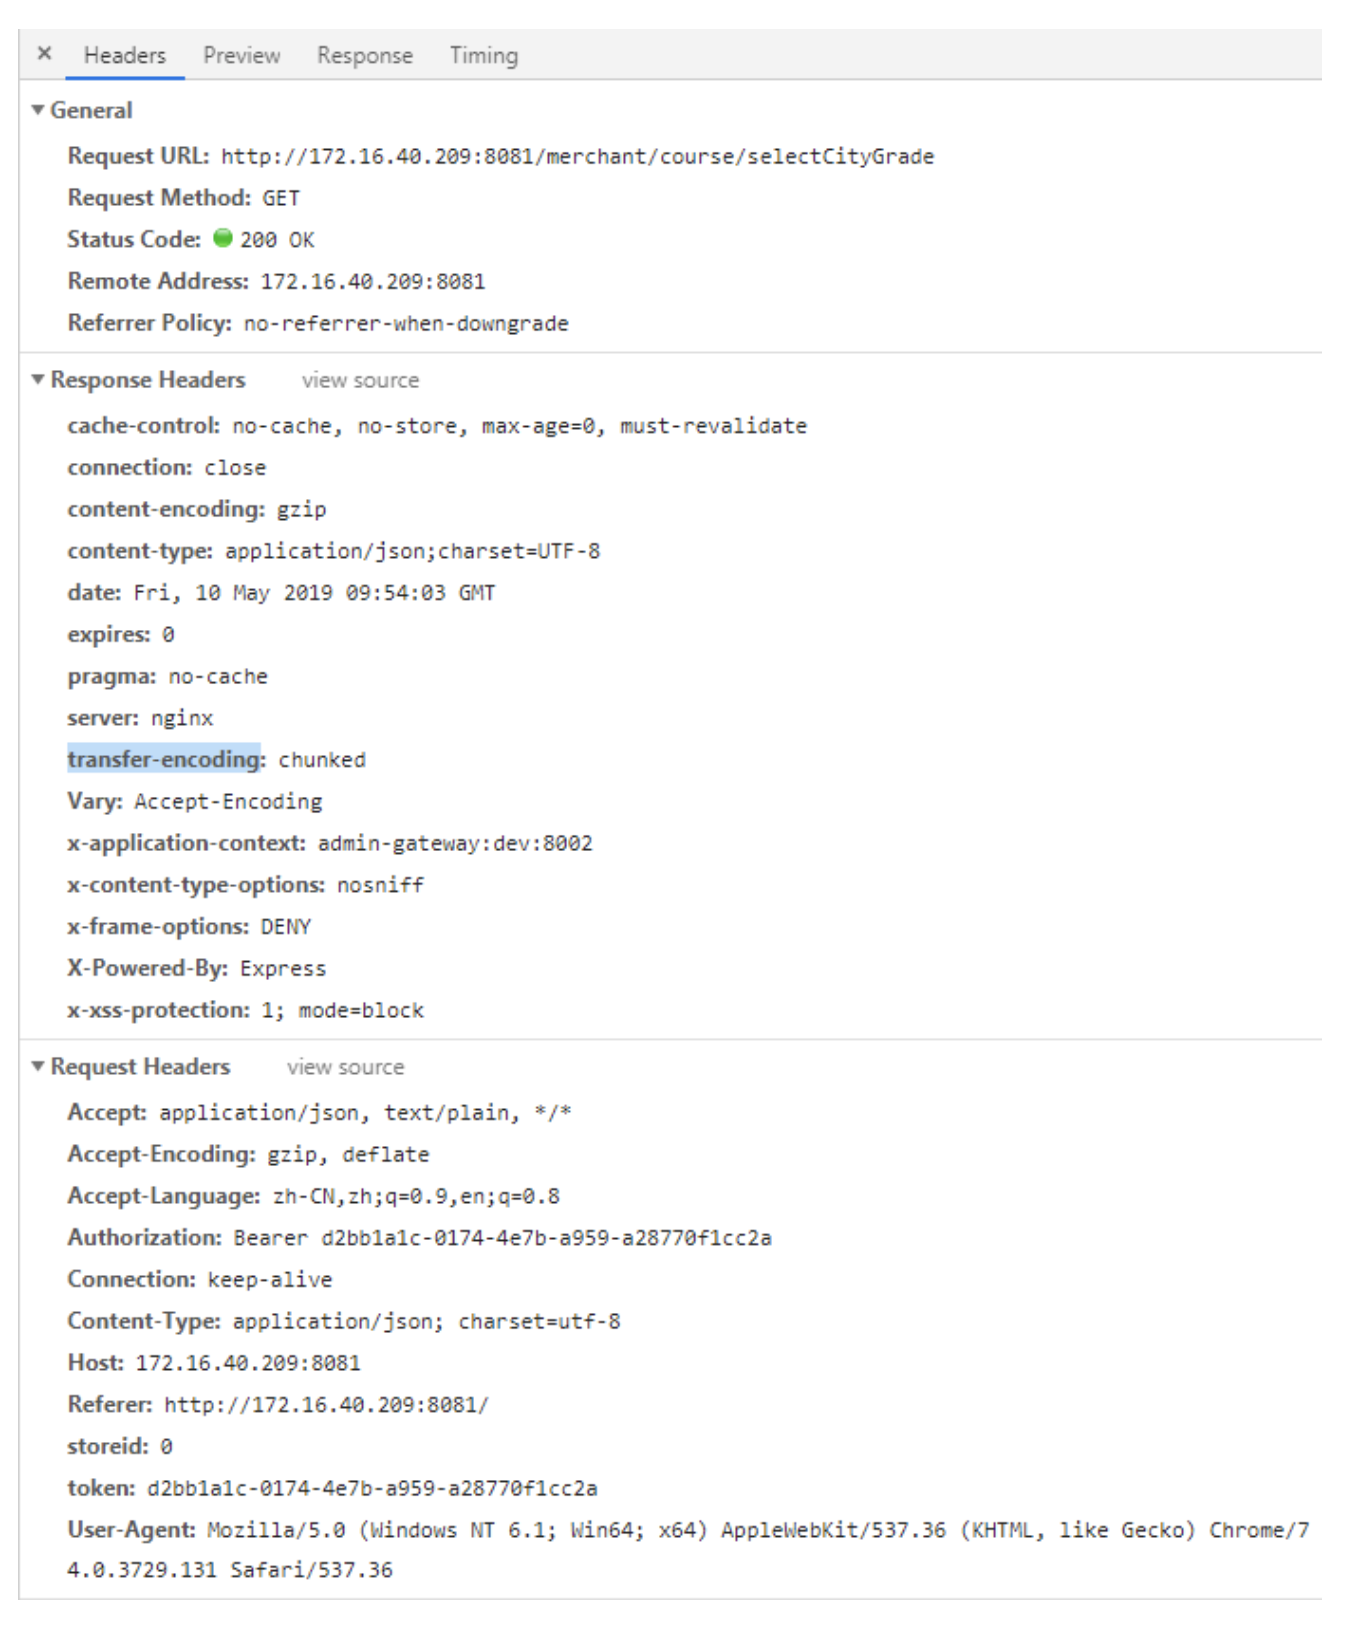 × Headers Preview Response Timing
▼ General
Request URL: http://172.16.40.209:8081/merchant/course/selectCityGrade
Request Method: GET
Status Code: 200 OK
Remote Address: 172.16.40.209:8081
Referrer Policy: no-referrer-when-downgrade
▼ Response Headers view source
cache-control: no-cache, no-store, max-age=0, must-revalidate
connection: close
content-encoding: gzip
content-type: application/json;charset=UTF-8
date: Fri, 10 May 2019 09:54:03 GMT
expires: 0
pragma: no-cache
server: nginx
transfer-encoding: chunked
Vary: Accept-Encoding
x-application-context: admin-gateway:dev:8002
x-content-type-options: nosniff
x-frame-options: DENY
X-Powered-By: Express
x-xss-protection: 1; mode=block
▼ Request Headers view source
Accept: application/json, text/plain, */*
Accept-Encoding: gzip, deflate
Accept-Language: zh-CN,zh;q=0.9,en;q=0.8
Authorization: Bearer d2bb1a1c-0174-4e7b-a959-a28770f1cc2a
Connection: keep-alive
Content-Type: application/json; charset=utf-8
Host: 172.16.40.209:8081
Referer: http://172.16.40.209:8081/
storeid: 0
token: d2bb1a1c-0174-4e7b-a959-a28770f1cc2a
User-Agent: Mozilla/5.0 (Windows NT 6.1; Win64; x64) AppleWebKit/537.36 (KHTML, like Gecko) Chrome/7
4.0.3729.131 Safari/537.36